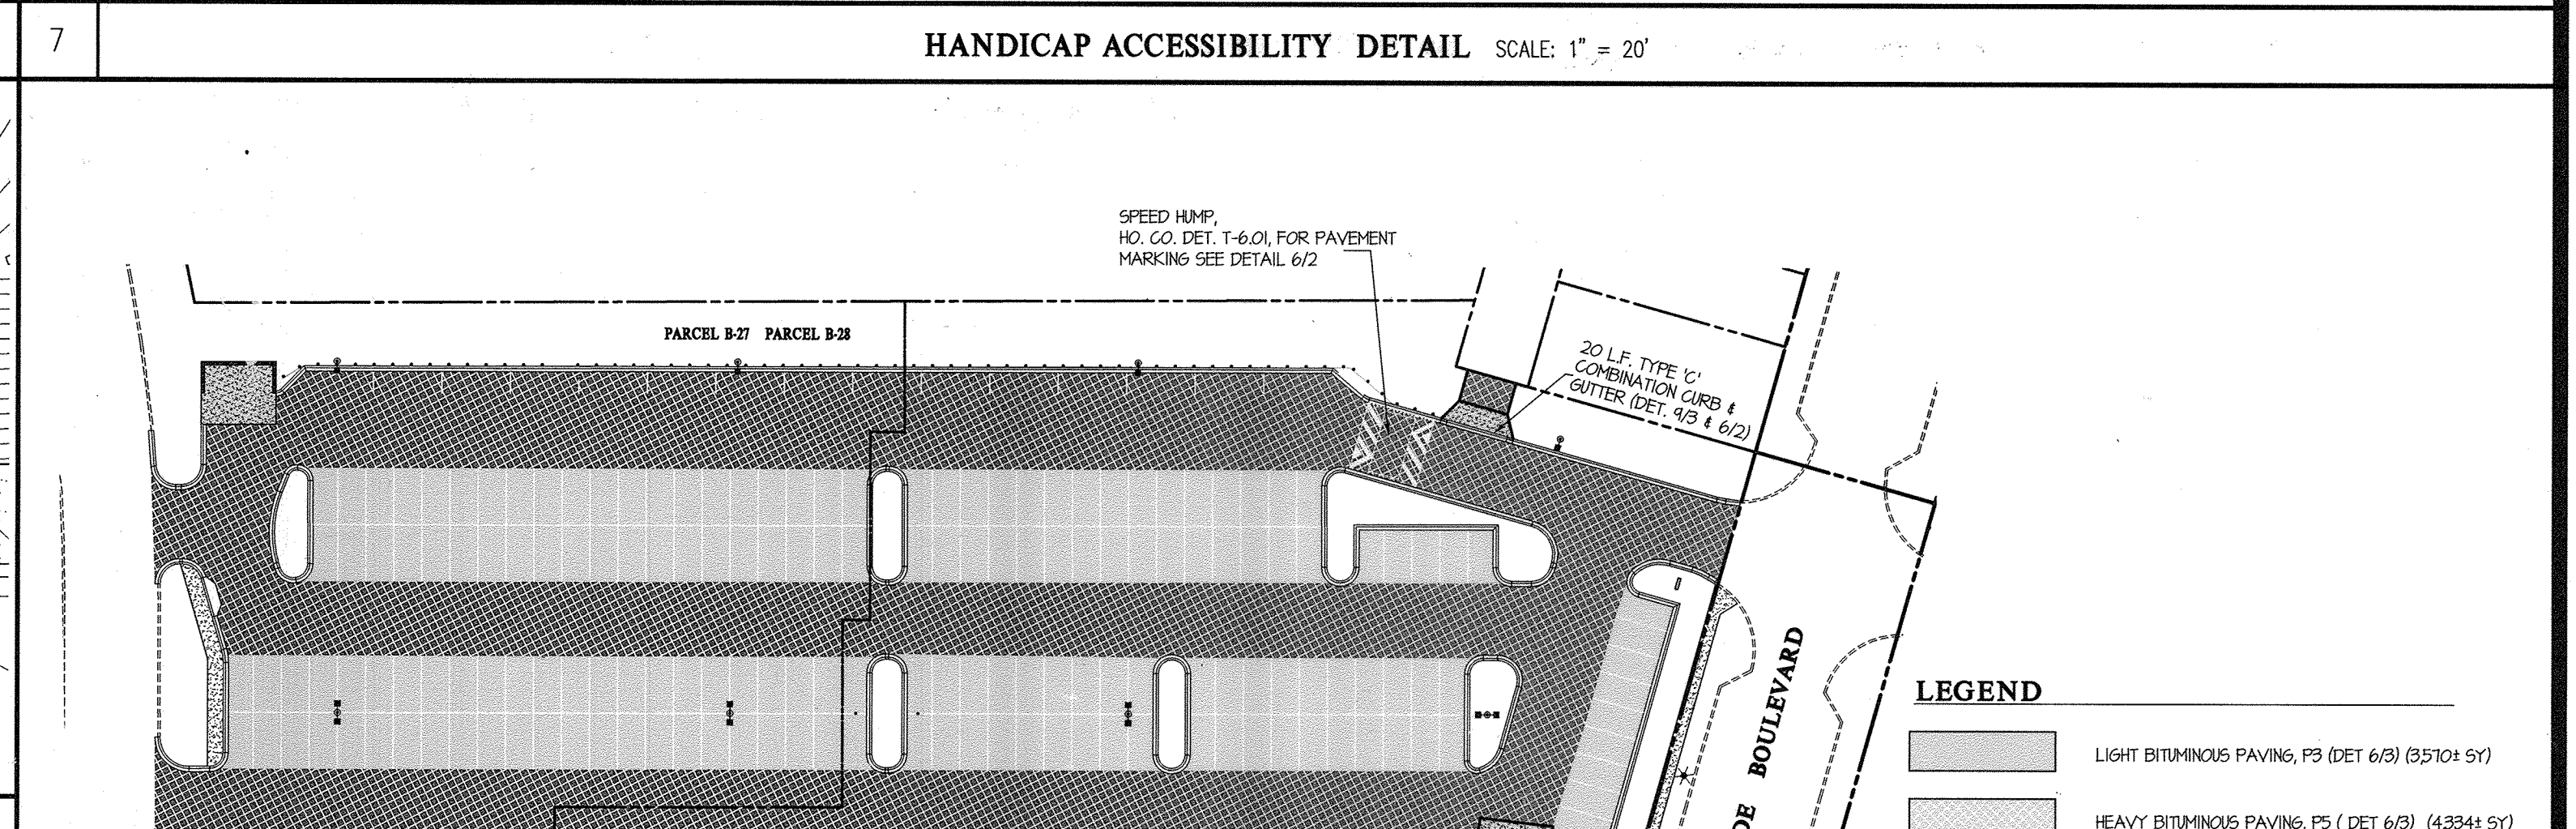 7
HANDICAP ACCESSIBILITY DETAIL SCALE: 1" = 20'
SPEED HUMP,
HO. CO. DET. T-6.01, FOR PAVEMENT
MARKING SEE DETAIL 6/2
PARCEL B-27 PARCEL B-28
20 L.F. TYPE 'C'
COMBINATION CURB &
GUTTER (DET. 9/3 & 6/2)
DE BOULEVARD
LEGEND
LIGHT BITUMINOUS PAVING, P3 (DET 6/3) (3,570± SY)
HEAVY BITUMINOUS PAVING, P5 ( DET 6/3) (4,334± SY)